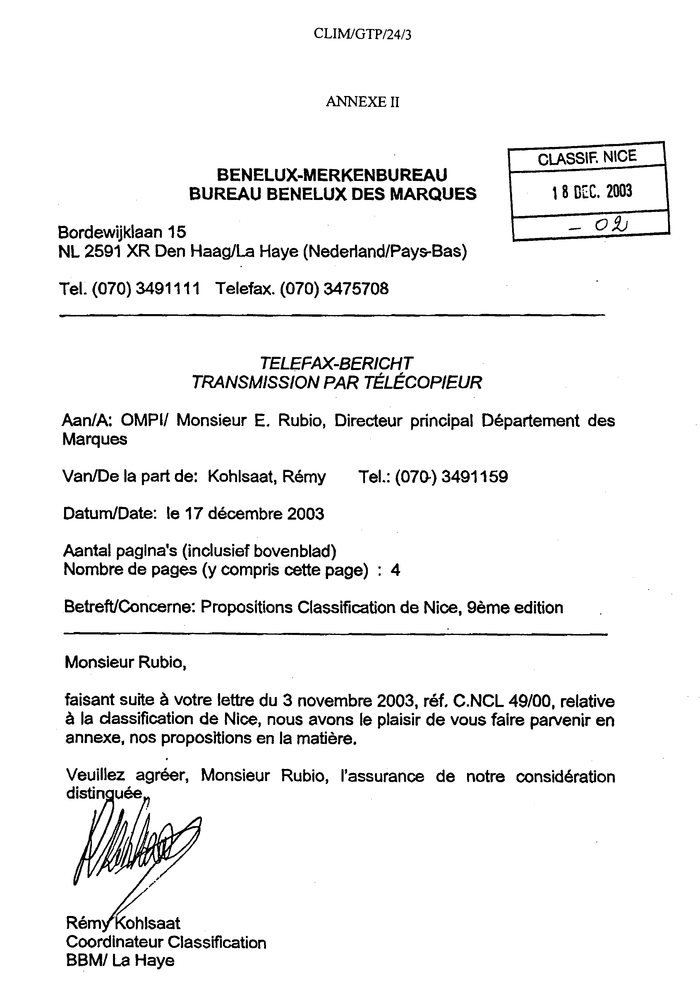 CLIM/GTP/24/3
ANNEXE II
CLASSIF. NICE
18 DEC. 2003
- 02
BENELUX-MERKENBUREAU
BUREAU BENELUX DES MARQUES
Bordewijklaan 15
NL 2591 XR Den Haag/La Haye (Nederland/Pays-Bas)
Tel. (070) 3491111 Telefax. (070) 3475708
TELEFAX-BERICHT
TRANSMISSION PAR TÉLÉCOPIEUR
Aan/A: OMPI/ Monsieur E. Rubio, Directeur principal Département des
Marques
Van/De la part de: Kohlsaat, Rémy Tel.: (070-) 3491159
Datum/Date: le 17 décembre 2003
Aantal pagina's (inclusief bovenblad)
Nombre de pages (y compris cette page) : 4
Betreft/Concerne: Propositions Classification de Nice, 9ème edition
Monsieur Rubio,
faisant suite à votre lettre du 3 novembre 2003, réf. C.NCL 49/00, relative
à la classification de Nice, nous avons le plaisir de vous faire parvenir en
annexe, nos propositions en la matière.
Veuillez agréer, Monsieur Rubio, l'assurance de notre considération
distinguée,
Rémy Kohlsaat
Coordinateur Classification
BBM/ La Haye